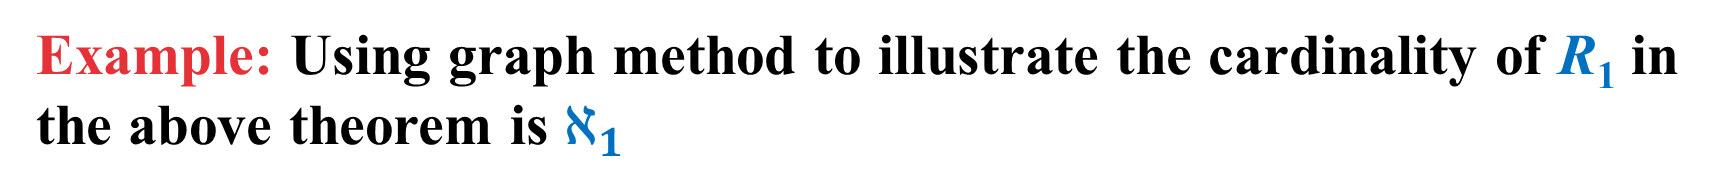 Example: Using graph method to illustrate the cardinality of R₁ in
the above theorem is ℵ₁